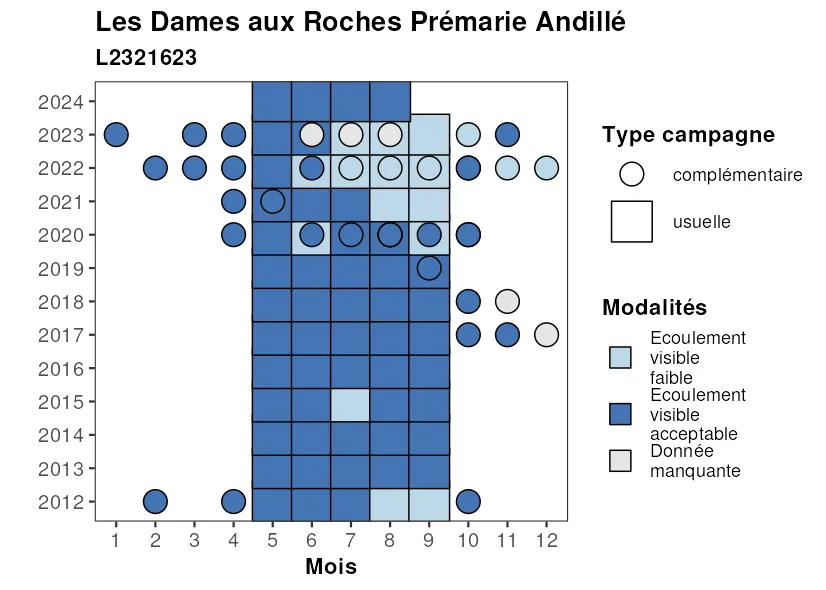 Les Dames aux Roches Prémarie Andillé
L2321623
2024
2023
2022
2021
2020
2019
2018
2017
2016
2015
2014
2013
2012
1 2 3 4 5 6 7 8 9 10 11 12
Mois
Type campagne
complémentaire
usuelle
Modalités
Ecoulement
visible
faible
Ecoulement
visible
acceptable
Donnée
manquante